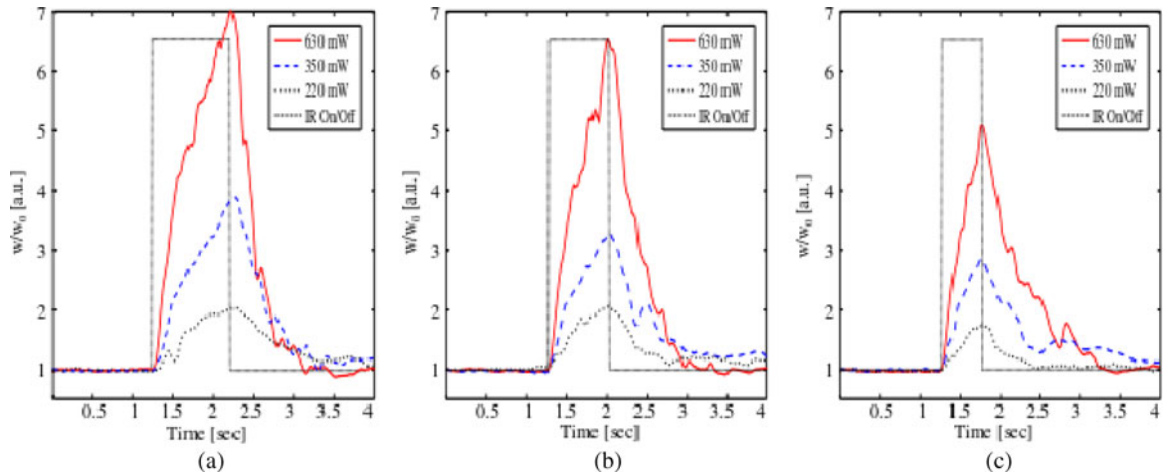 7
6
5
4
3
2
1
w/w₀ [a.u.]
630 mW
350 mW
220 mW
IR On/Off
0.5 1 1.5 2 2.5 3 3.5 4
Time [sec]
(a)
7
6
5
4
3
2
1
w/w₀ [a.u.]
630 mW
350 mW
220 mW
IR On/Off
0.5 1 1.5 2 2.5 3 3.5 4
Time [sec]
(b)
7
6
5
4
3
2
1
w/w₀ [a.u.]
630 mW
350 mW
220 mW
IR On/Off
0.5 1 1.5 2 2.5 3 3.5 4
Time [sec]
(c)